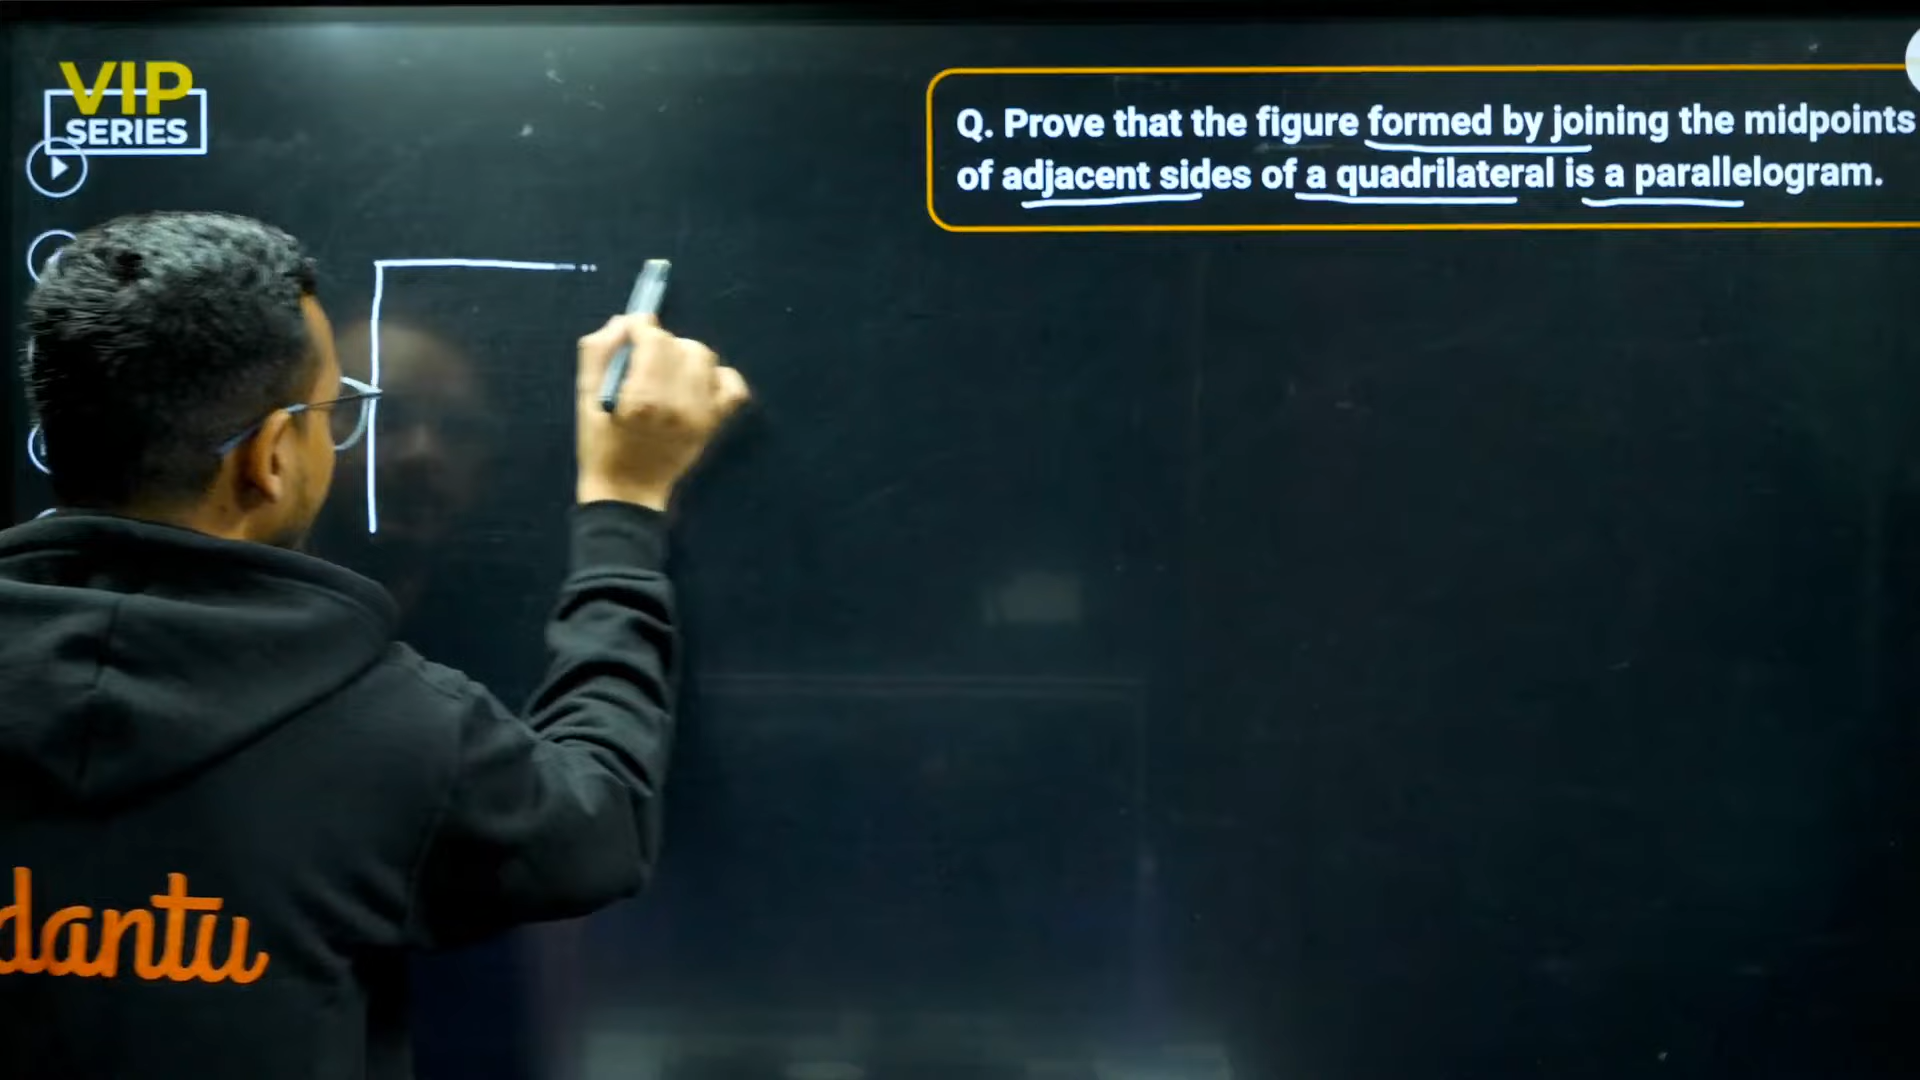 VIP
SERIES
Q. Prove that the figure formed by joining the midpoints
of adjacent sides of a quadrilateral is a parallelogram.
dantu